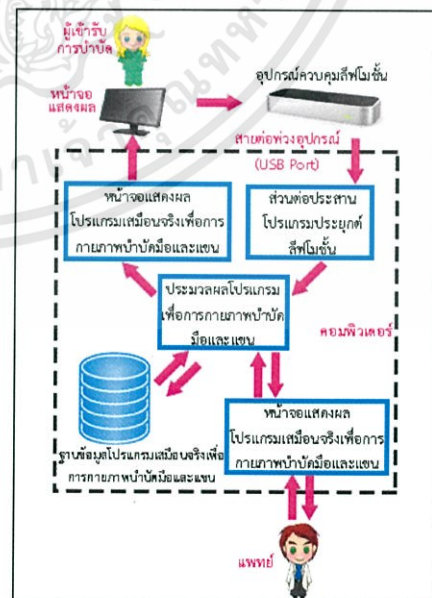 ผู้เข้ารับ
การบำบัด
หน้าจอ
แสดงผล
อุปกรณ์ควบคุมลีฟโมชั่น
สายต่อพ่วงอุปกรณ์
(USB Port)
หน้าจอแสดงผล
โปรแกรมเสมือนจริงเพื่อการ
กายภาพบำบัดมือและแขน
ส่วนต่อประสาน
โปรแกรมประยุกต์
ลีฟโมชั่น
ประมวลผลโปรแกรม
เพื่อการกายภาพบำบัด
มือและแขน
คอมพิวเตอร์
ฐานข้อมูลโปรแกรมเสมือนจริงเพื่อ
การกายภาพบำบัดมือและแขน
หน้าจอแสดงผล
โปรแกรมเสมือนจริงเพื่อการ
กายภาพบำบัดมือและแขน
แพทย์